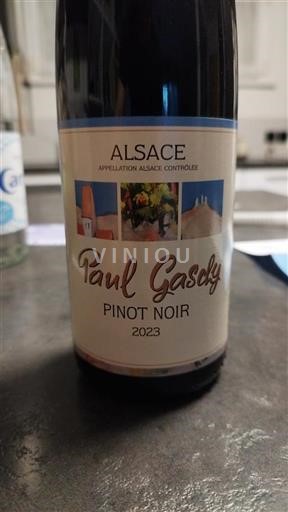 ALSACE
APPELLATION ALSACE CONTRÔLÉE
VINIOU
Paul Gaschy
PINOT NOIR
2023